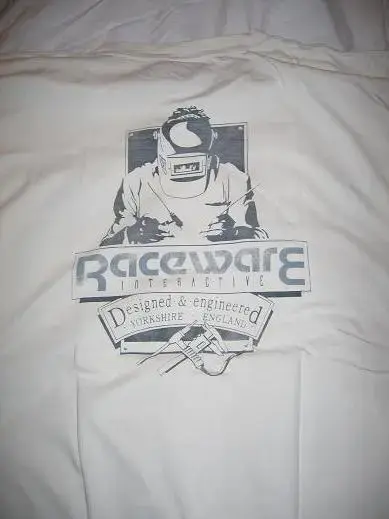 RacewarE
INTERACTIVE
Designed & engineered
YORKSHIRE - ENGLAND